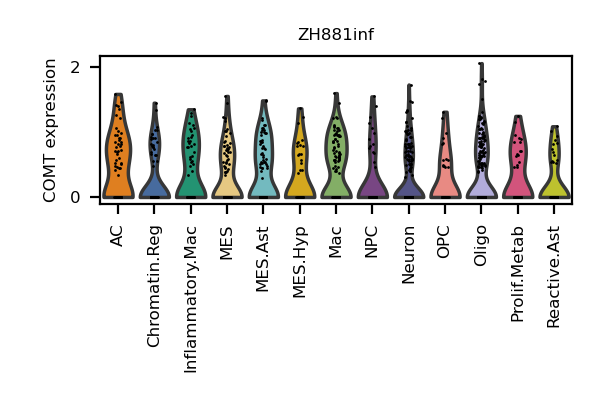 ZH881inf
COMT expression
2
0
AC
Chromatin.Reg
Inflammatory.Mac
MES
MES.Ast
MES.Hyp
Mac
NPC
Neuron
OPC
Oligo
Prolif.Metab
Reactive.Ast